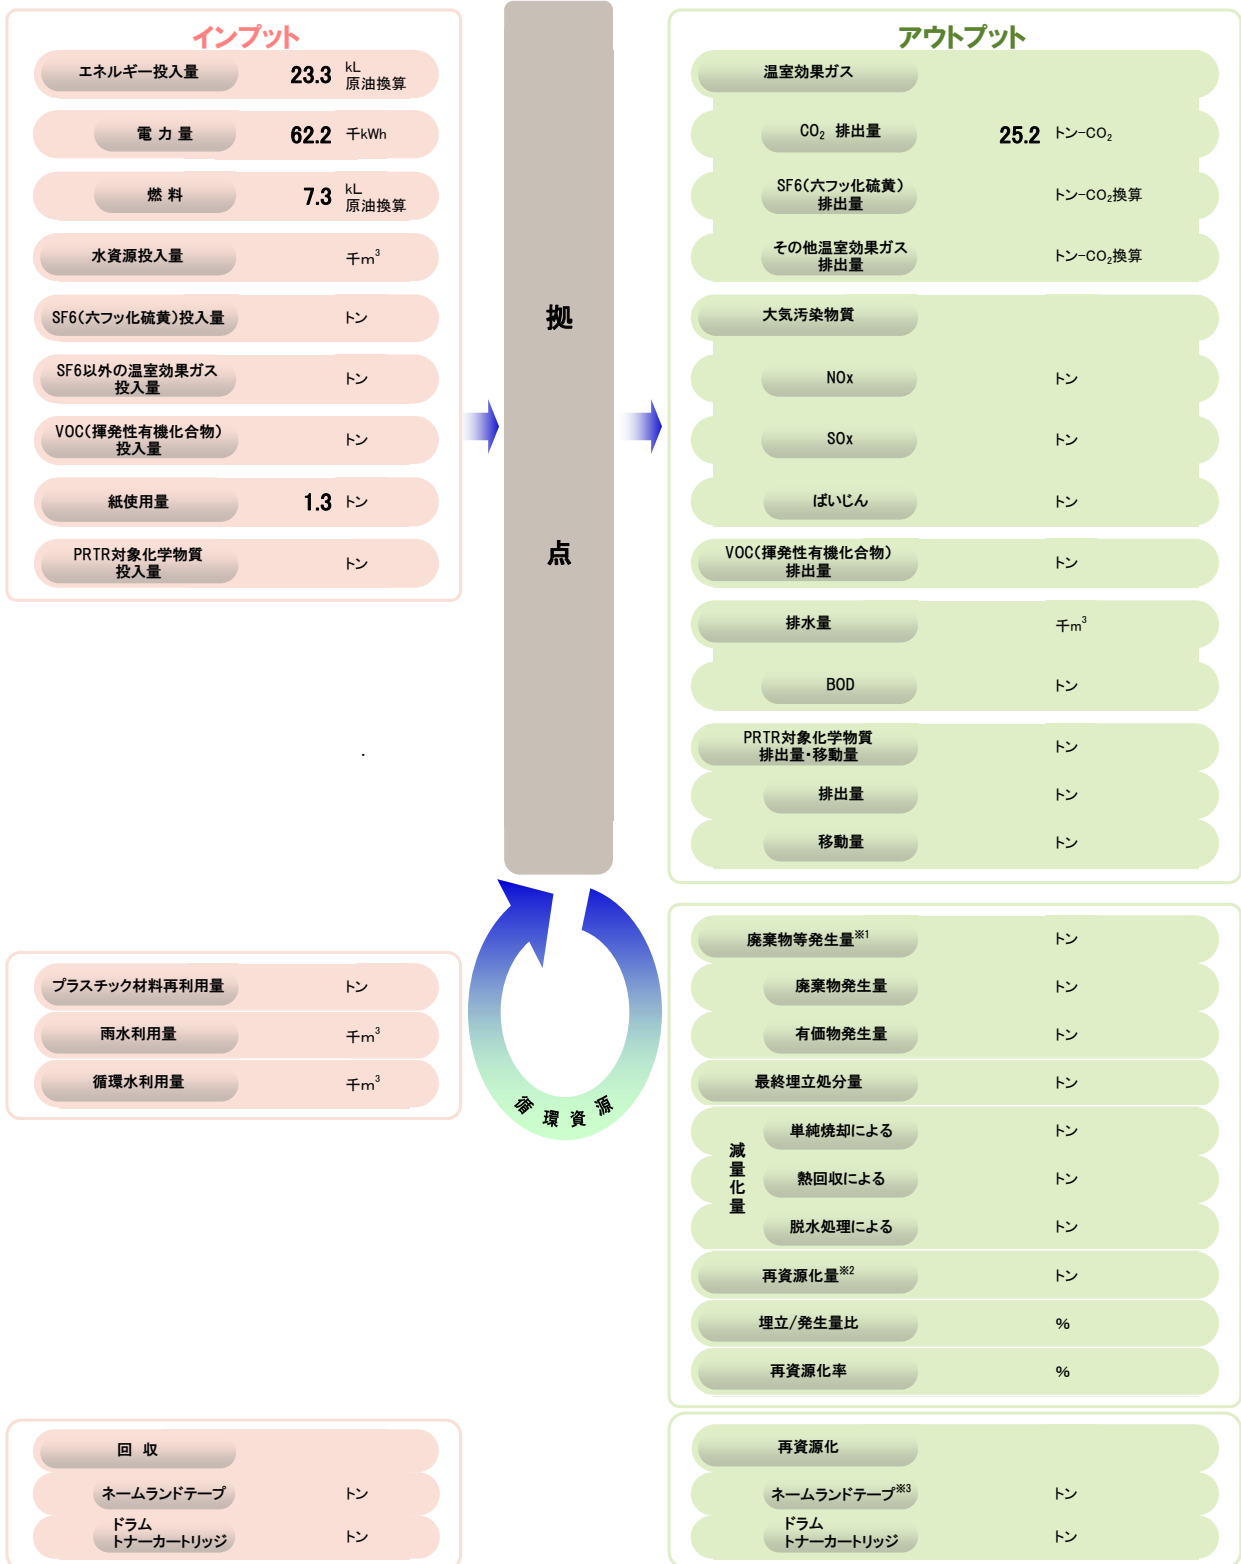 インプット
エネルギー投入量 23.3 kL
原油換算
電 力 量 62.2 千kWh
燃 料 7.3 kL
原油換算
水資源投入量 千m³
SF6(六フッ化硫黄)投入量 トン
SF6以外の温室効果ガス
投入量 トン
VOC(揮発性有機化合物)
投入量 トン
紙使用量 1.3 トン
PRTR対象化学物質
投入量 トン
拠
点
アウトプット
温室効果ガス
CO₂ 排出量 25.2 トン-CO₂
SF6(六フッ化硫黄)
排出量 トン-CO₂換算
その他温室効果ガス
排出量 トン-CO₂換算
大気汚染物質
NOx トン
SOx トン
ばいじん トン
VOC(揮発性有機化合物)
排出量 トン
排水量 千m³
BOD トン
PRTR対象化学物質
排出量・移動量 トン
排出量 トン
移動量 トン
プラスチック材料再利用量 トン
雨水利用量 千m³
循環水利用量 千m³
循環資源
廃棄物等発生量※1 トン
廃棄物発生量 トン
有価物発生量 トン
最終埋立処分量 トン
減量化量
単純焼却による トン
熱回収による トン
脱水処理による トン
再資源化量※2 トン
埋立/発生量比 %
再資源化率 %
回 収
ネームランドテープ トン
ドラム
トナーカートリッジ トン
再資源化
ネームランドテープ※3 トン
ドラム
トナーカートリッジ トン